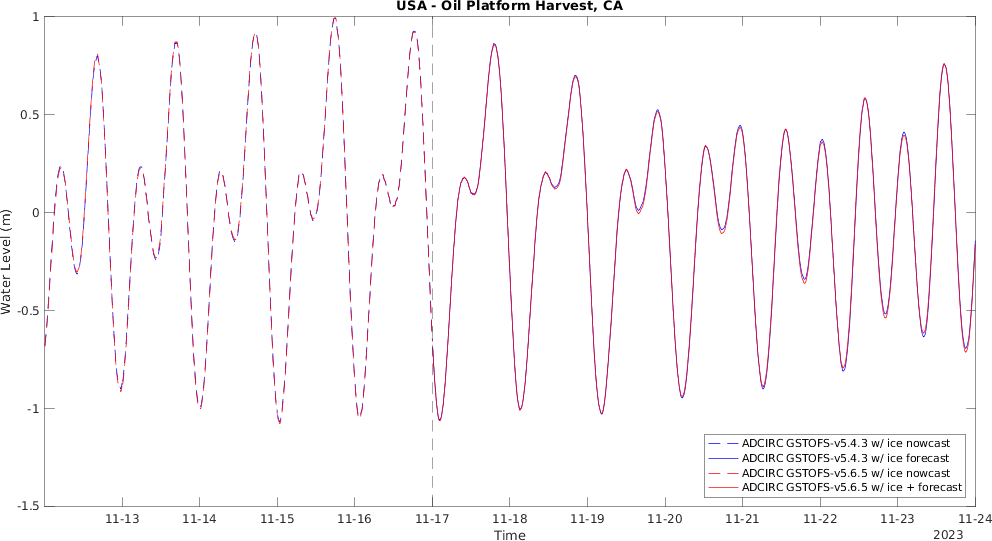 USA - Oil Platform Harvest, CA
Water Level (m)
1
0.5
0
-0.5
-1
-1.5
11-13 11-14 11-15 11-16 11-17 11-18 11-19 11-20 11-21 11-22 11-23 11-24
Time
2023
ADCIRC GSTOFS-v5.4.3 w/ ice nowcast
ADCIRC GSTOFS-v5.4.3 w/ ice forecast
ADCIRC GSTOFS-v5.6.5 w/ ice nowcast
ADCIRC GSTOFS-v5.6.5 w/ ice + forecast